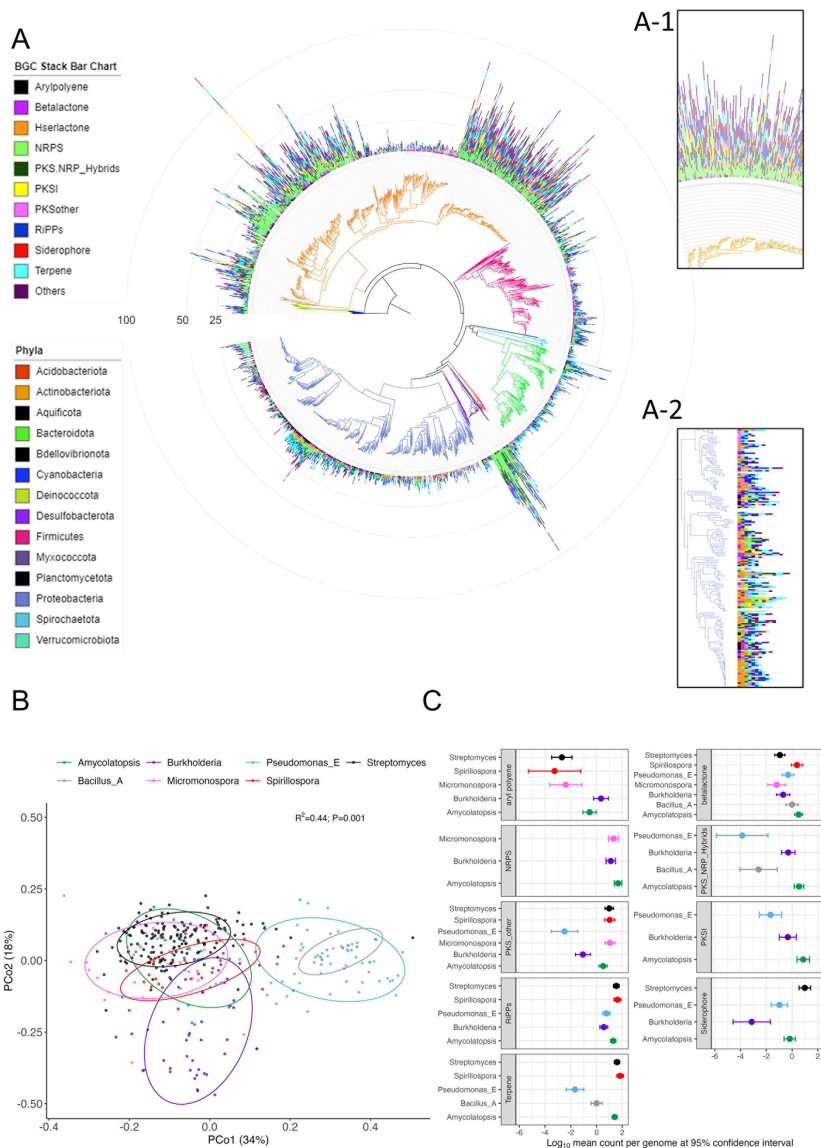 A
A-1
BGC Stack Bar Chart
Arylpolyene
Betalactone
Hserlactone
NRPS
PKS.NRP_Hybrids
PKSI
PKSother
RiPPs
Siderophore
Terpene
Others
100 50 25
Phyla
Acidobacteriota
Actinobacteriota
Aquificota
Bacteroidota
Bdellovibrionota
Cyanobacteria
Deinococcota
Desulfobacterota
Firmicutes
Myxococcota
Planctomycetota
Proteobacteria
Spirochaetota
Verrucomicrobiota
A-2
B
Amycolatopsis Burkholderia Pseudomonas_E Streptomyces
Bacillus_A Micromonospora Spirillospora
R2=0.44; P=0.001
0.50
0.25
0.00
-0.25
-0.50
PCo2 (18%)
-0.4 -0.2 0.0 0.2 0.4
PCo1 (34%)
C
Streptomyces
Spirillospora
Micromonospora
Burkholderia
Amycolatopsis
aryl polyene
Micromonospora
Burkholderia
Amycolatopsis
NRPS
Streptomyces
Spirillospora
Pseudomonas_E
Micromonospora
Burkholderia
Amycolatopsis
PKS_other
Streptomyces
Spirillospora
Pseudomonas_E
Burkholderia
Amycolatopsis
RiPPs
Streptomyces
Spirillospora
Pseudomonas_E
Bacillus_A
Amycolatopsis
Terpene
-6 -4 -2 0 2
Streptomyces
Spirillospora
Pseudomonas_E
Micromonospora
Burkholderia
Bacillus_A
Amycolatopsis
betalactone
Pseudomonas_E
Burkholderia
Bacillus_A
Amycolatopsis
PKS_NRP_Hybrids
Pseudomonas_E
Burkholderia
Amycolatopsis
PKSI
Streptomyces
Pseudomonas_E
Burkholderia
Amycolatopsis
Siderophore
-6 -4 -2 0 2
Log10 mean count per genome at 95% confidence interval